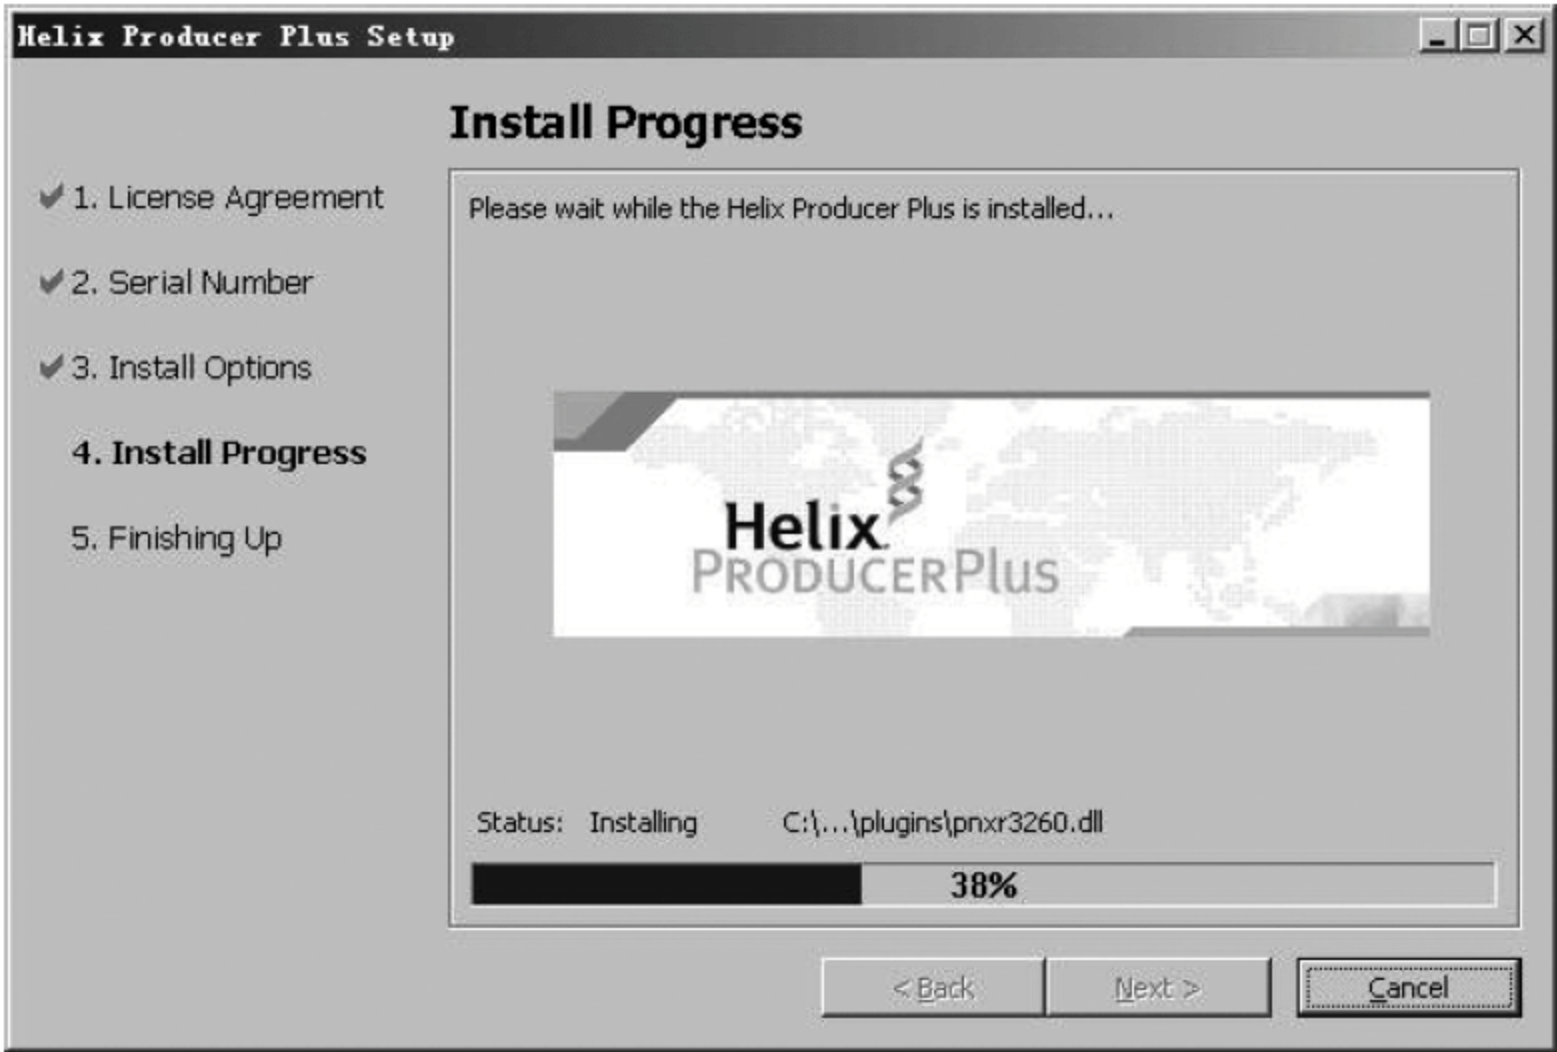 Helix Producer Plus Setup
Install Progress
1. License Agreement
2. Serial Number
3. Install Options
4. Install Progress
5. Finishing Up
Please wait while the Helix Producer Plus is installed...
Helix
PRODUCERPlus
Status: Installing C:\...\plugins\pnxr3260.dll
38%
< Back Next > Cancel